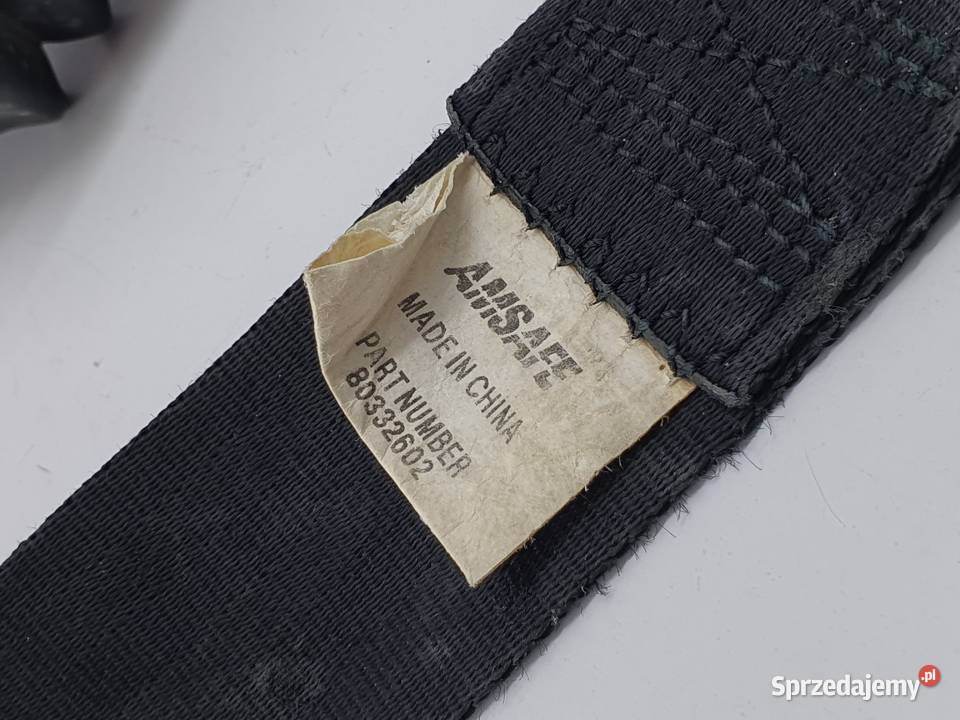 AMSAFE
MADE IN CHINA
PART NUMBER
80332602
Sprzedajemy.pl